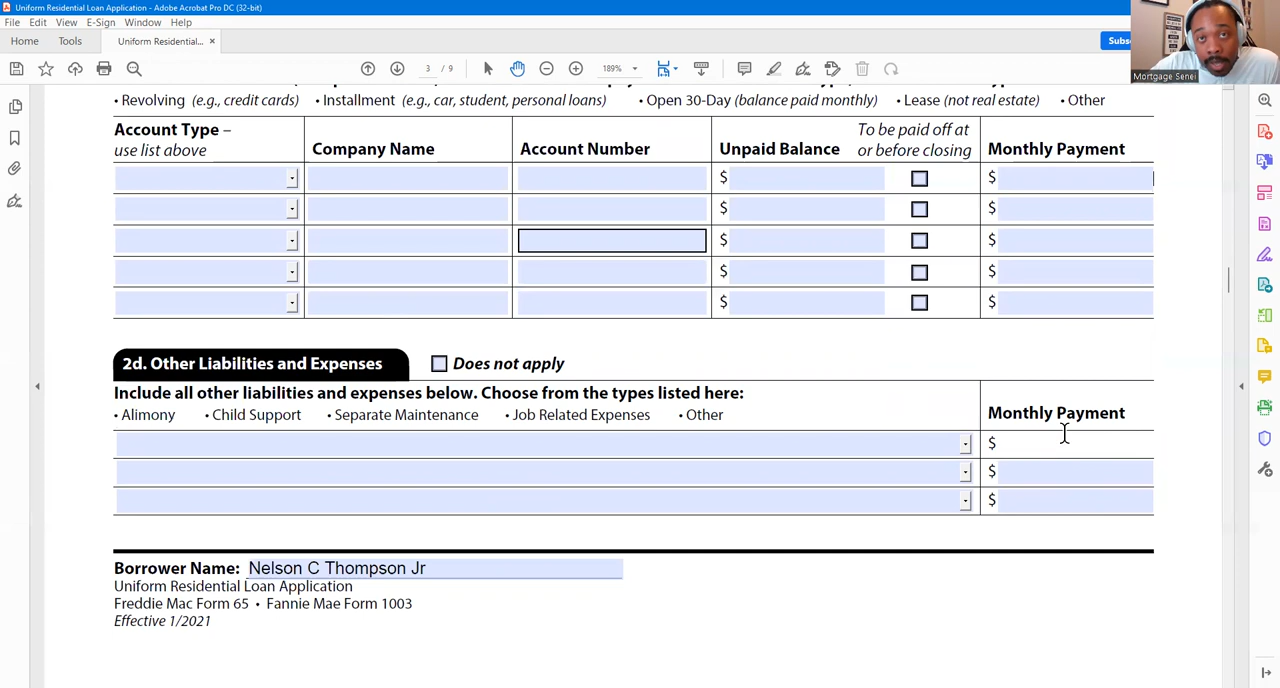 Uniform Residential Loan Application - Adobe Acrobat Pro DC (32-bit)
File Edit View E-Sign Window Help
Home Tools Uniform Residential... × Subs
3 / 9 189%
Mortgage Sensei
• Revolving (e.g., credit cards) • Installment (e.g., car, student, personal loans) • Open 30-Day (balance paid monthly) • Lease (not real estate) • Other
Account Type –
use list above
Company Name
Account Number
Unpaid Balance
To be paid off at
or before closing
Monthly Payment
$ $
$ $
$ $
$ $
$ $
2d. Other Liabilities and Expenses Does not apply
Include all other liabilities and expenses below. Choose from the types listed here:
• Alimony • Child Support • Separate Maintenance • Job Related Expenses • Other
Monthly Payment
$
$
$
Borrower Name: Nelson C Thompson Jr
Uniform Residential Loan Application
Freddie Mac Form 65 • Fannie Mae Form 1003
Effective 1/2021